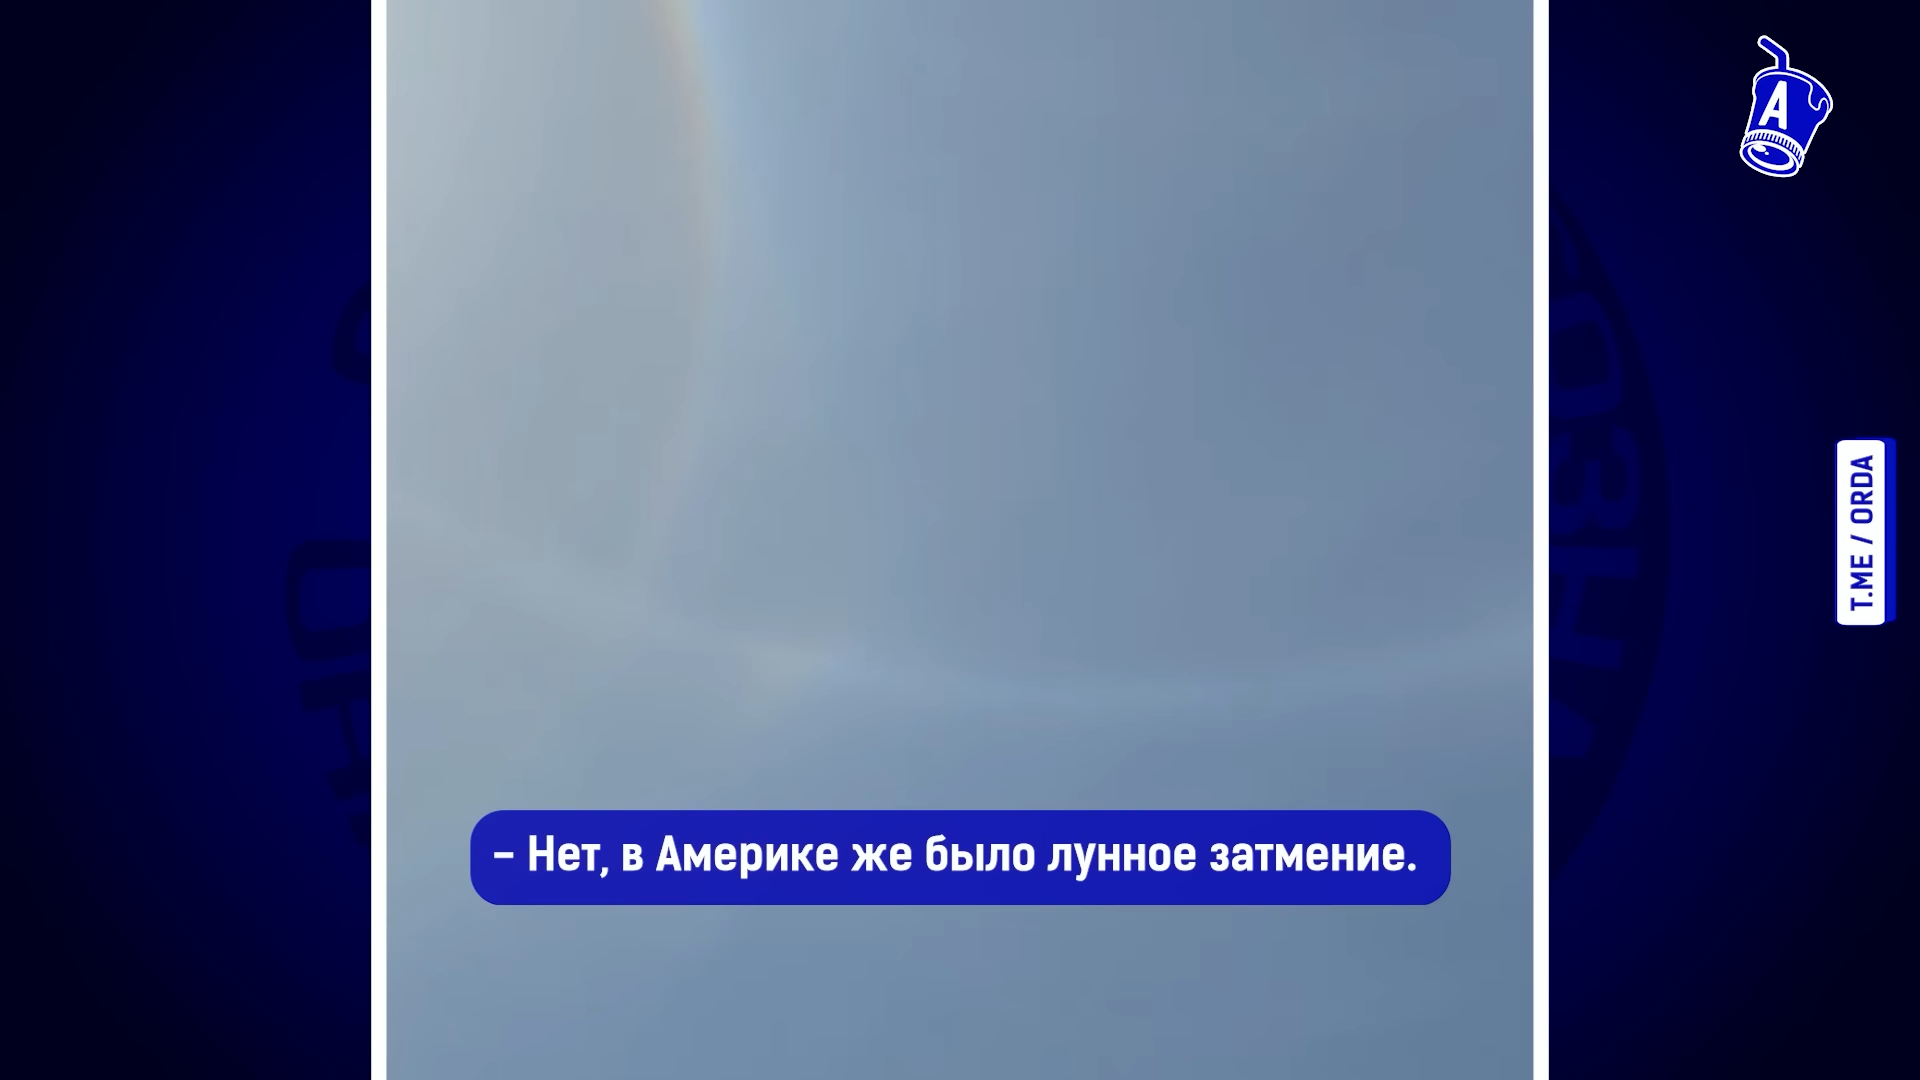 A
T.ME / ORDA
– Нет, в Америке же было лунное затмение.